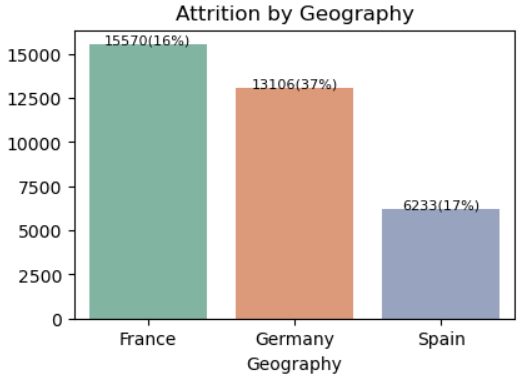 Attrition by Geography
15570(16%)
15000
13106(37%)
12500
10000
7500
6233(17%)
5000
2500
0
France
Germany
Spain
Geography